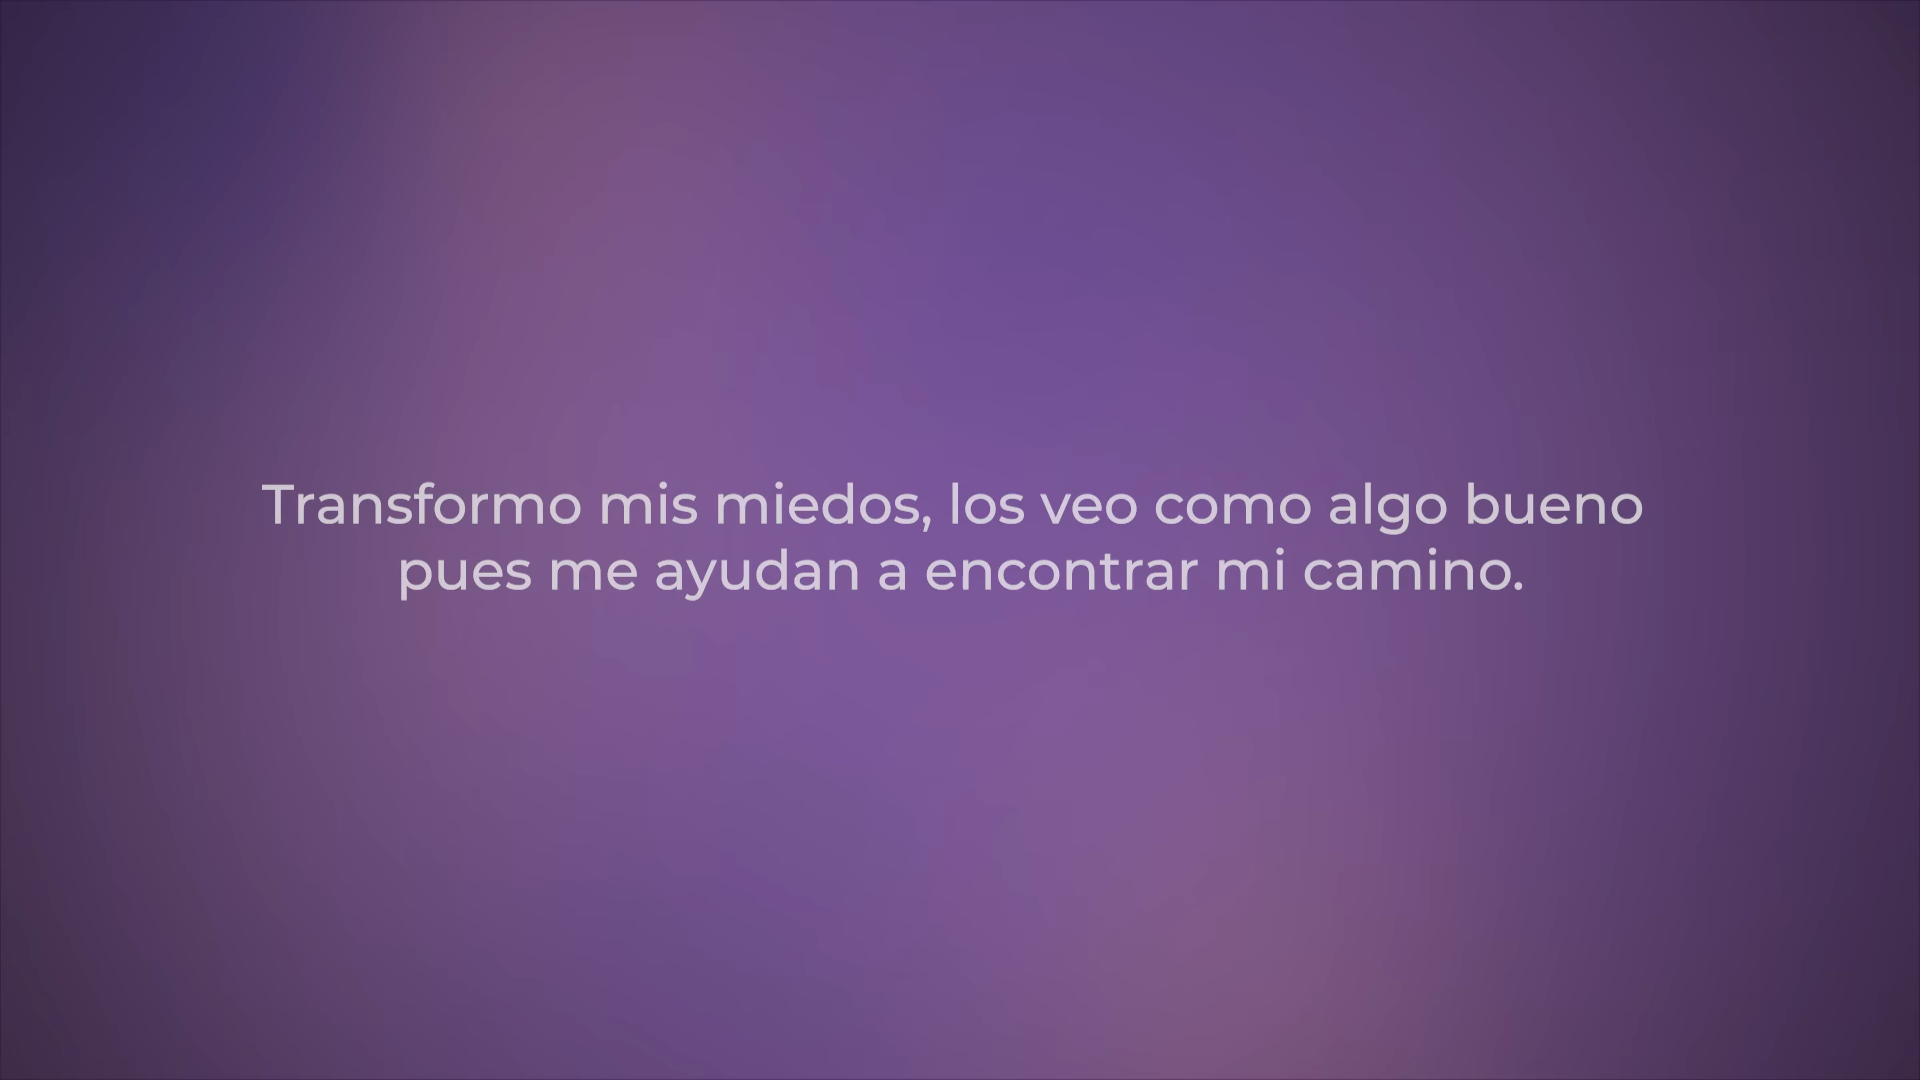 Transformo mis miedos, los veo como algo bueno
pues me ayudan a encontrar mi camino.